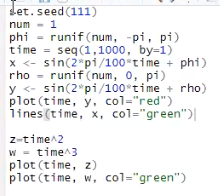 set.seed(111)
num = 1
phi = runif(num, -pi, pi)
time = seq(1,1000, by=1)
x <- sin(2*pi/100*time + phi)
rho = runif(num, 0, pi)
y <- sin(2*pi/100*time + rho)
plot(time, y, col="red")
lines(time, x, col="green")
z=time^2
w = time^3
plot(time, z)
plot(time, w, col="green")